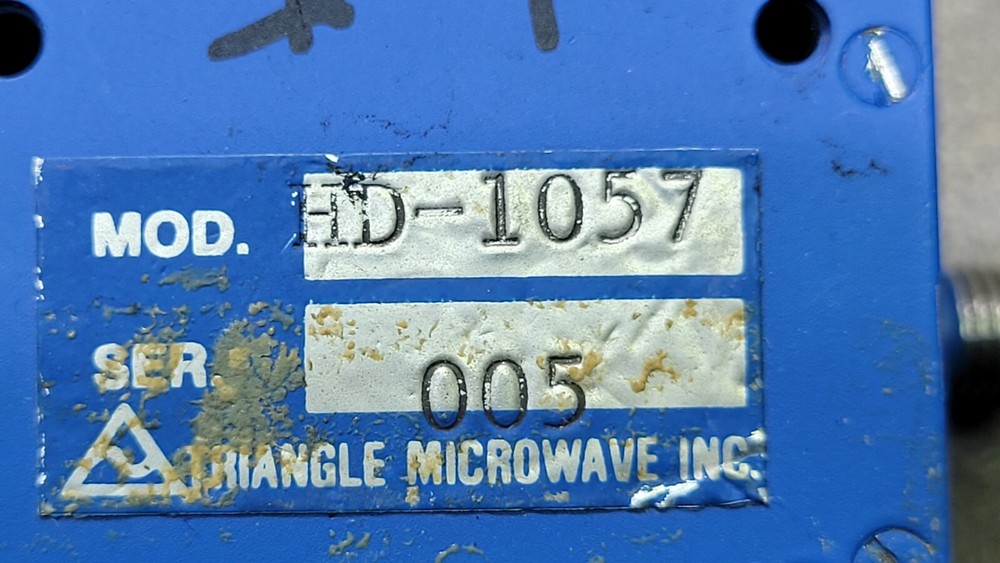 MOD. HD-1057
SER. 005
TRIANGLE MICROWAVE INC.